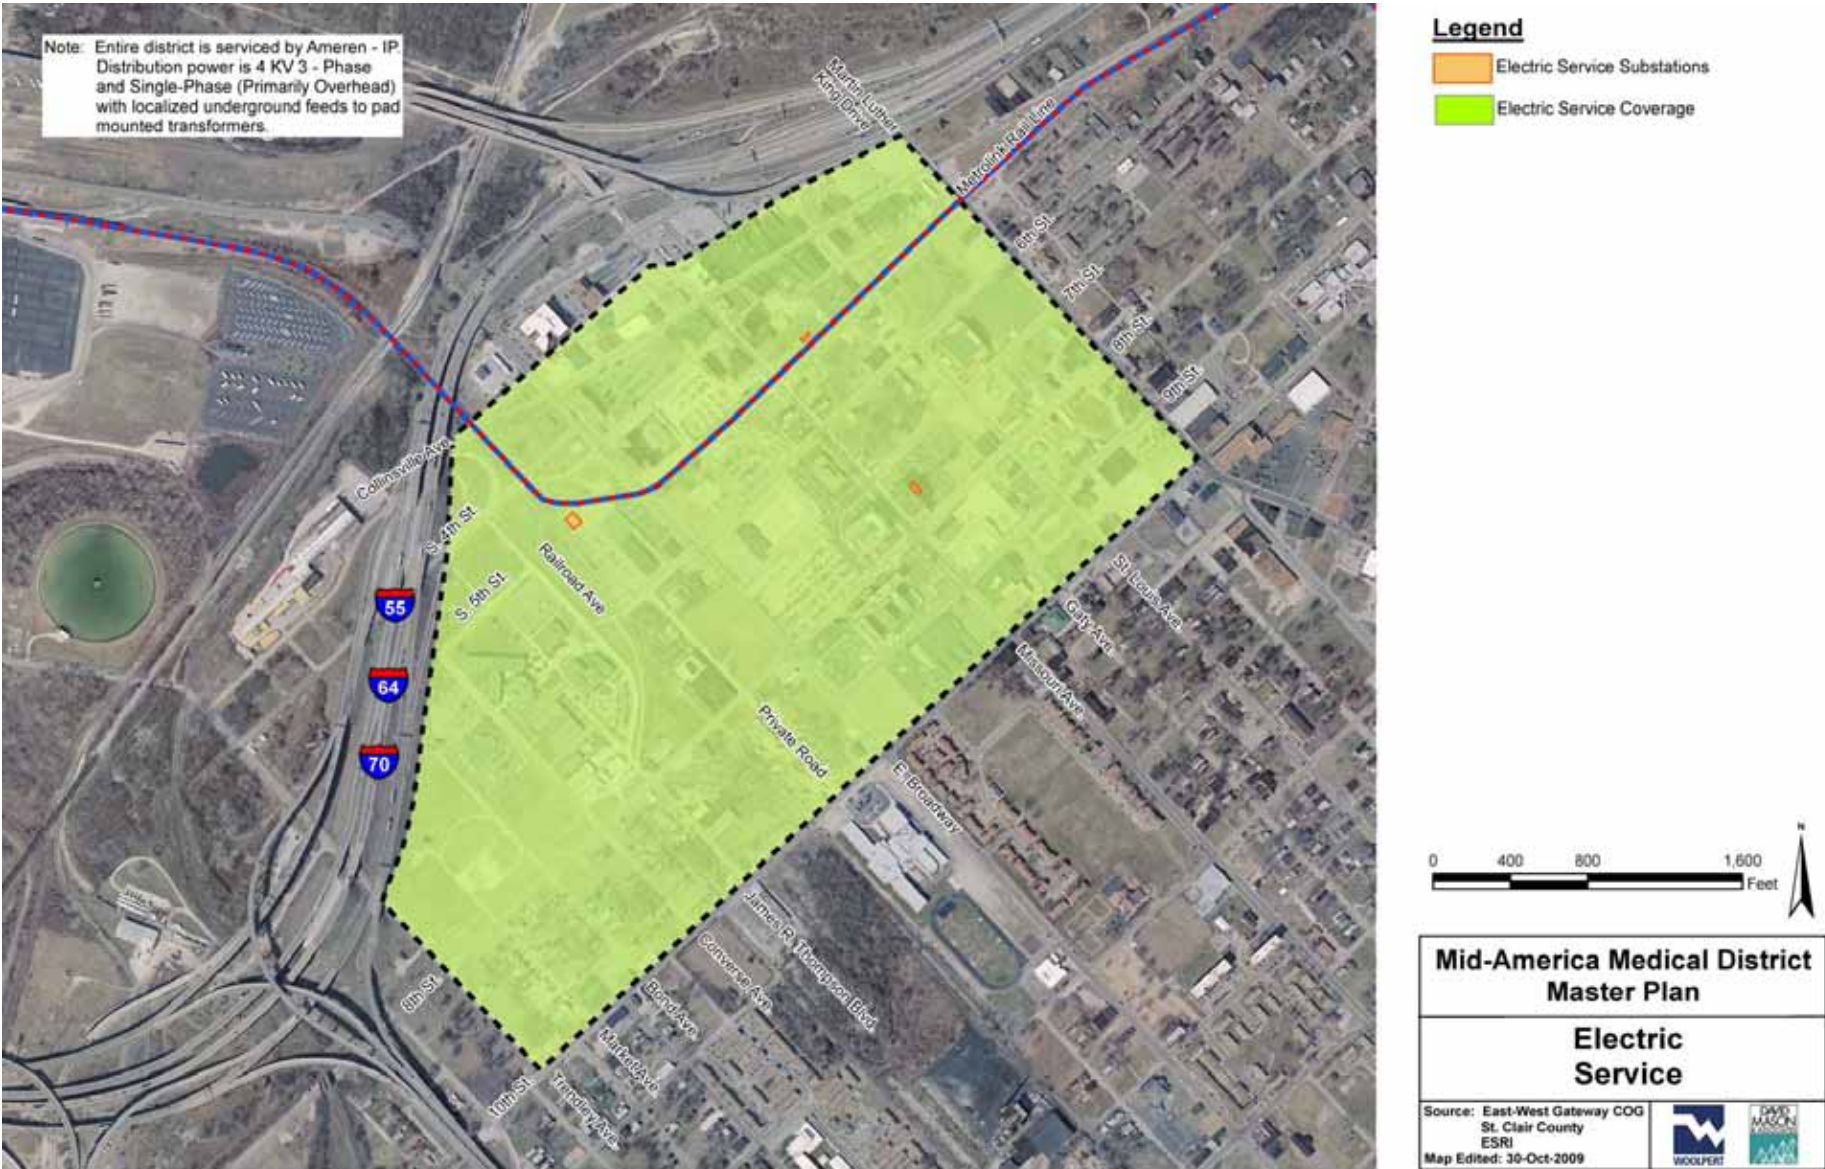 Note: Entire district is serviced by Ameren - IP.
Distribution power is 4 KV 3 - Phase
and Single-Phase (Primarily Overhead)
with localized underground feeds to pad
mounted transformers.
Legend
Electric Service Substations
Electric Service Coverage
Martin Luther
King Drive
Metrolink Rail Line
6th St.
7th St.
8th St.
9th St.
Collinsville Ave.
S. 4th St.
S. 5th St.
Railroad Ave
55
64
70
St. Louis Ave.
Gaty Ave.
Missouri Ave.
Private Road
E. Broadway
James R. Thompson Blvd.
Converse Ave.
Bond Ave.
Market Ave.
Trendley Ave.
8th St.
10th St.
N
0 400 800 1,600
Feet
Mid-America Medical District
Master Plan
Electric
Service
Source: East-West Gateway COG
St. Clair County
ESRI
Map Edited: 30-Oct-2009
WOOLPERT
DAVID
MASON